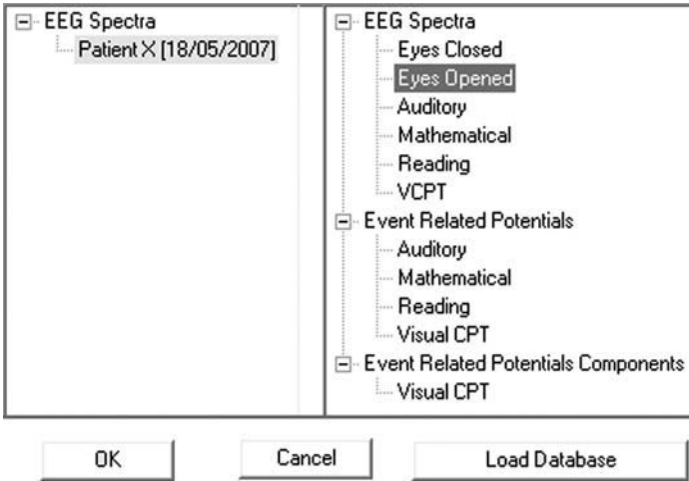 EEG Spectra
Patient X [18/05/2007]
EEG Spectra
Eyes Closed
Eyes Opened
Auditory
Mathematical
Reading
VCPT
Event Related Potentials
Auditory
Mathematical
Reading
Visual CPT
Event Related Potentials Components
Visual CPT
OK
Cancel
Load Database